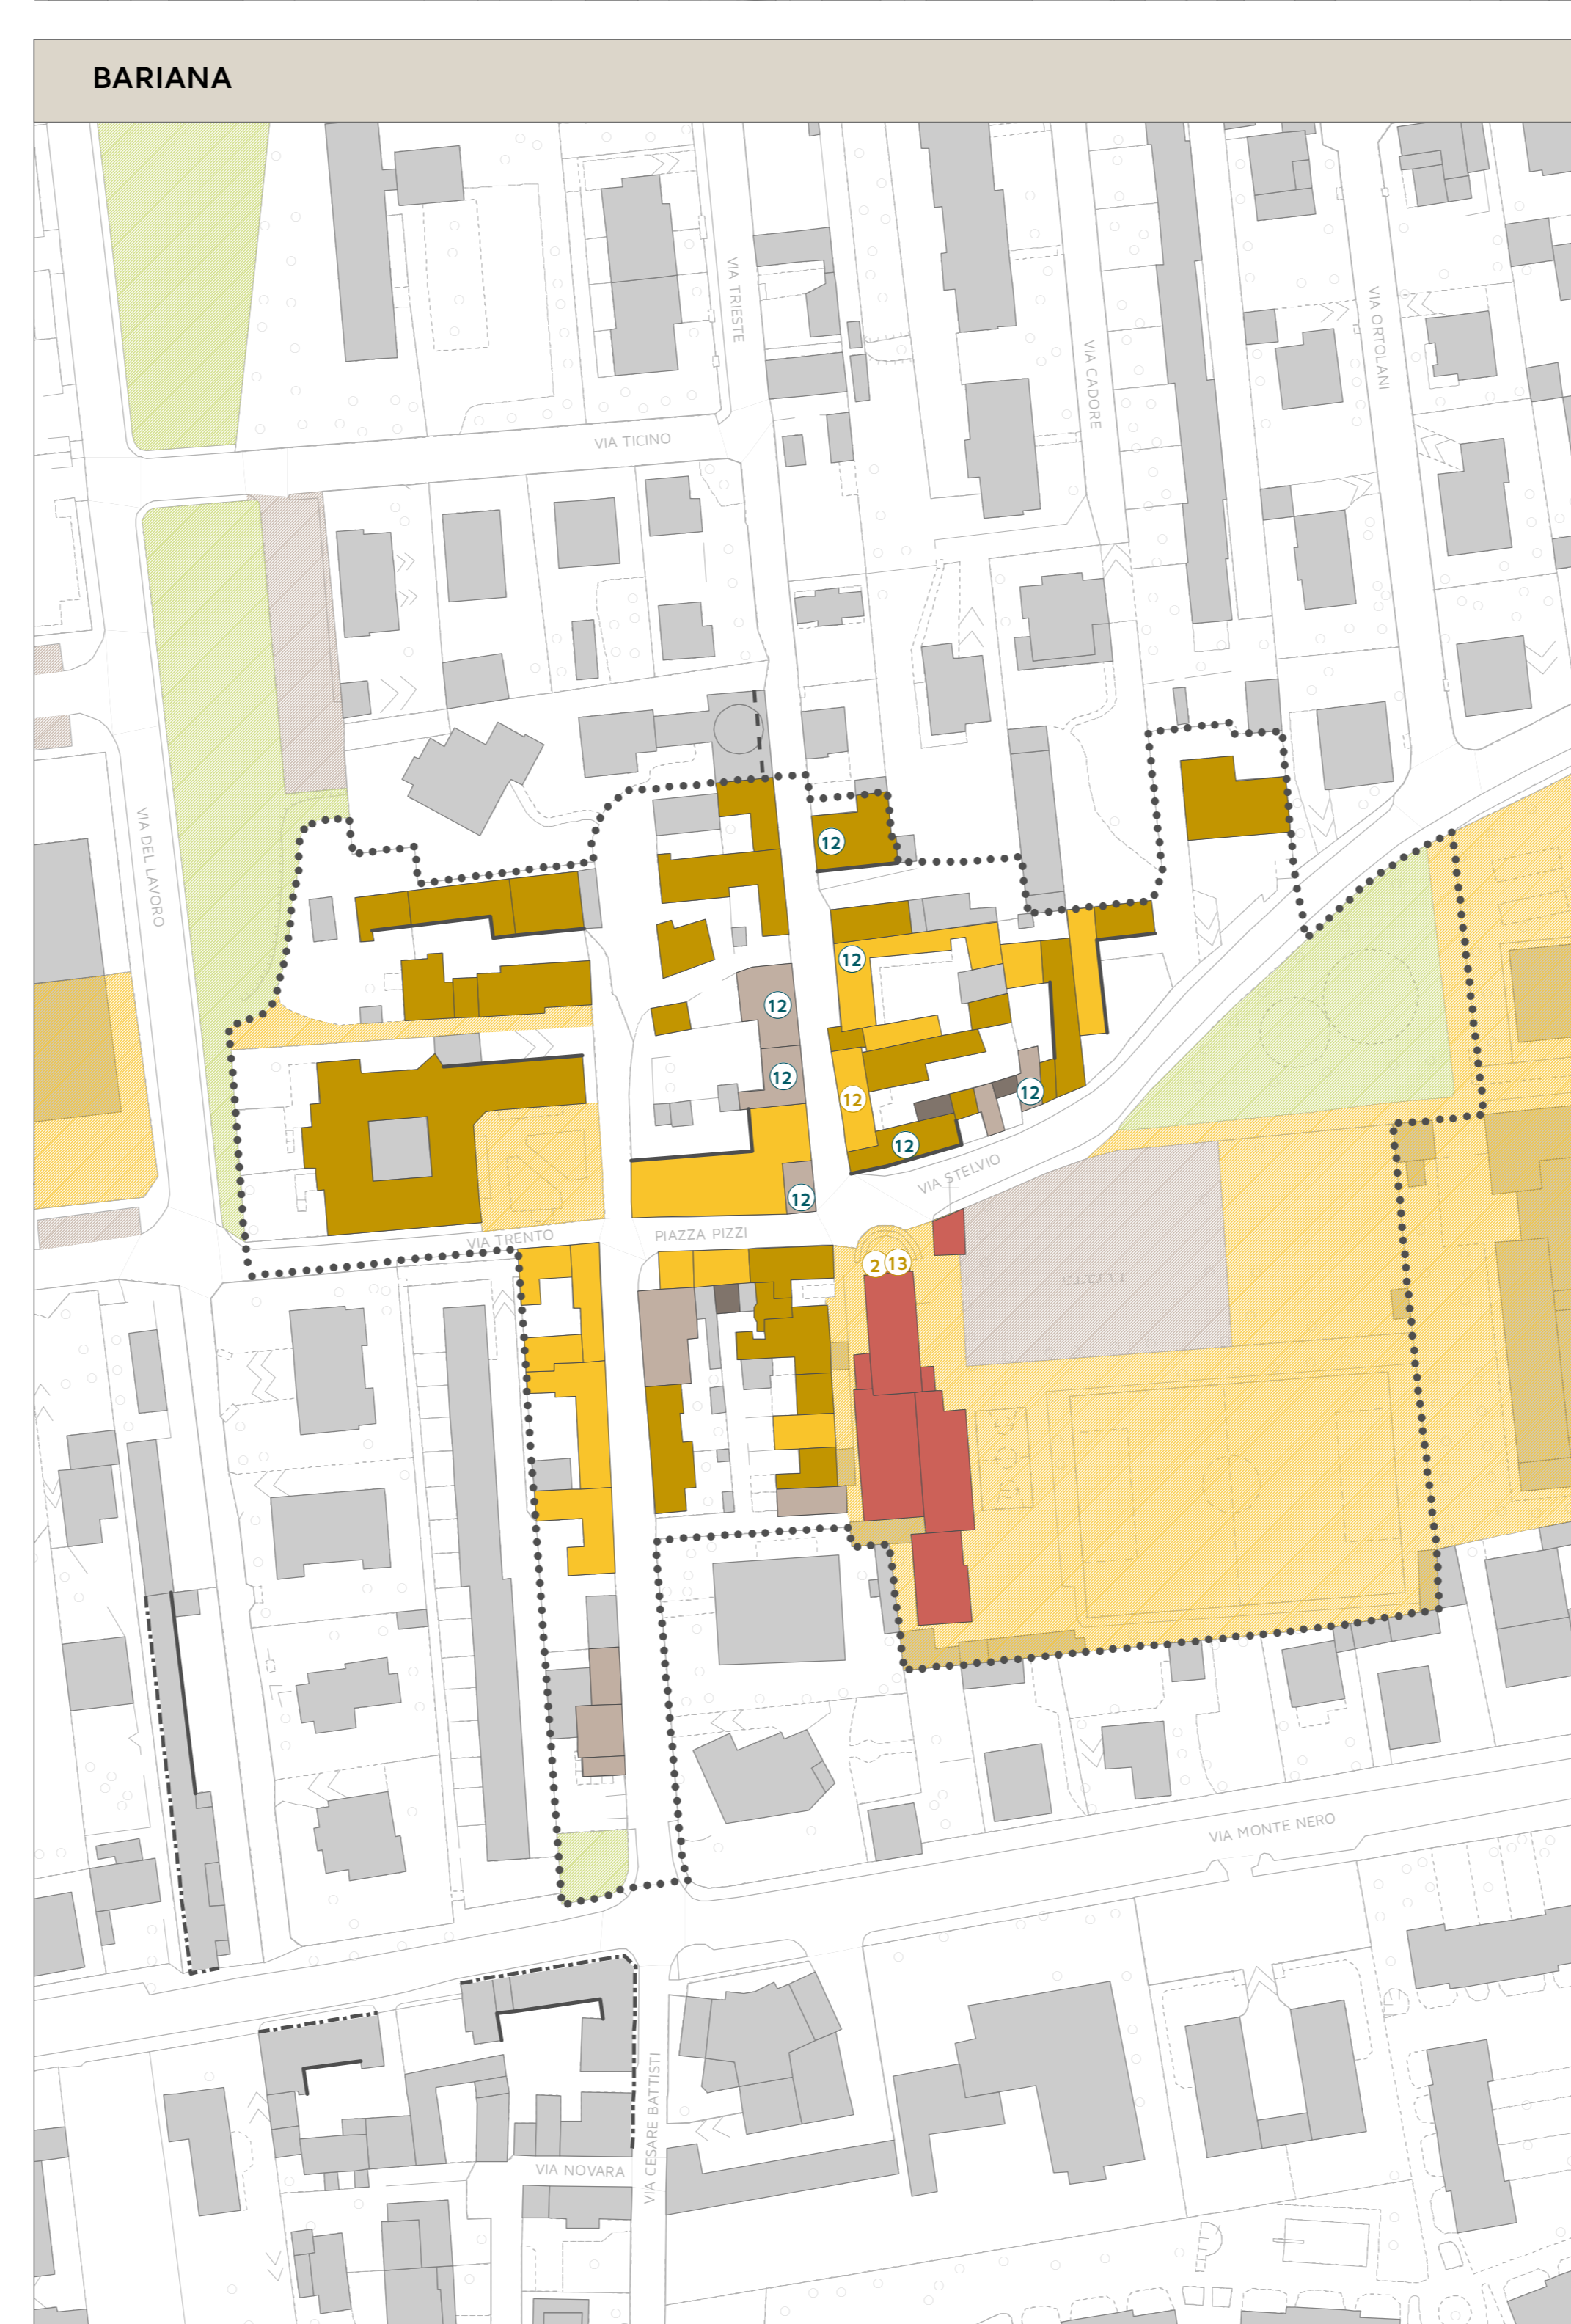 BARIANA
VIA TRIESTE
VIA ORTOLANI
VIA CADORE
VIA TICINO
VIA DEL LAVORO
12
12
12
12
12
12
12
VIA STELVIO
12
PIAZZA PIZZI
VIA TRENTO
2
13
VIA MONTE NERO
VIA CESARE BATTISTI
VIA NOVARA